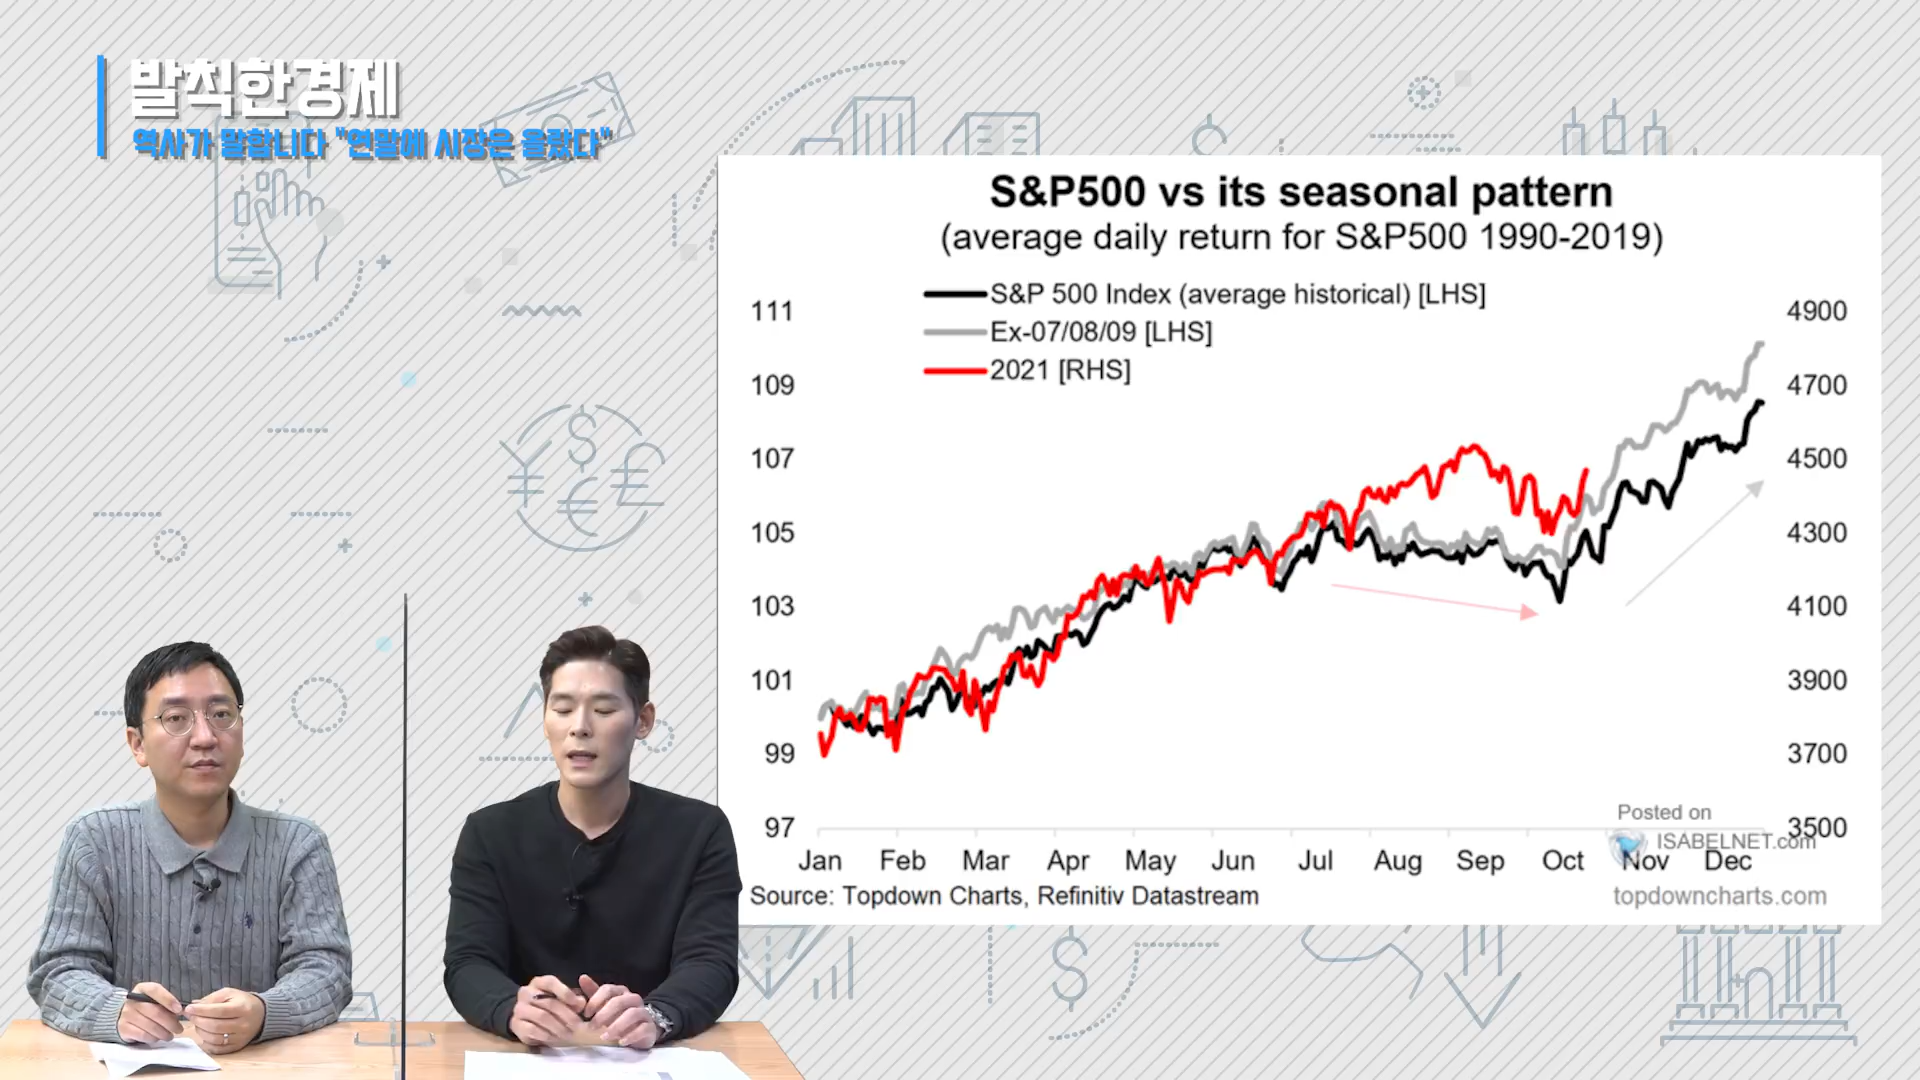 발칙한경제
역사가 말합니다 "연말에 시장은 올랐다"
S&P500 vs its seasonal pattern
(average daily return for S&P500 1990-2019)
S&P 500 Index (average historical) [LHS]
Ex-07/08/09 [LHS]
2021 [RHS]
111
109
107
105
103
101
99
97
4900
4700
4500
4300
4100
3900
3700
3500
Jan Feb Mar Apr May Jun Jul Aug Sep Oct Nov Dec
Posted on
ISABELNET.com
Source: Topdown Charts, Refinitiv Datastream
topdowncharts.com